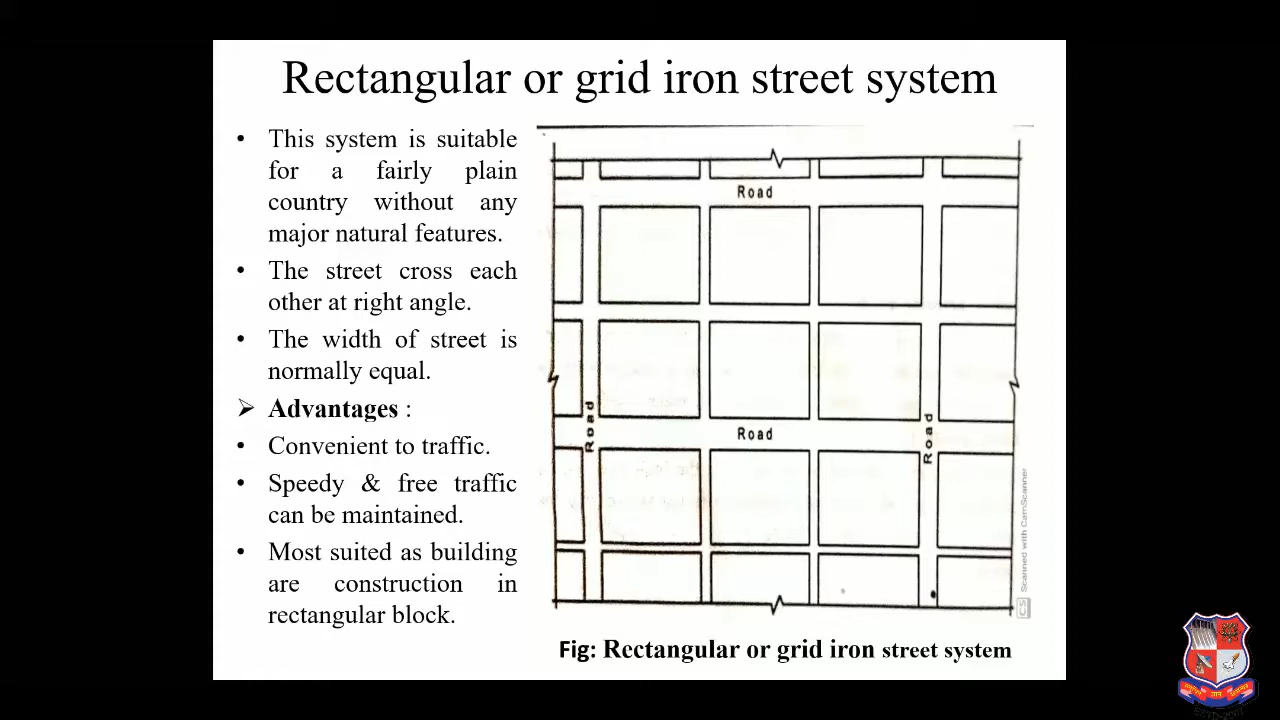 Rectangular or grid iron street system
• This system is suitable
for a fairly plain
country without any
major natural features.
• The street cross each
other at right angle.
• The width of street is
normally equal.
➢ Advantages :
• Convenient to traffic.
• Speedy & free traffic
can be maintained.
• Most suited as building
are construction in
rectangular block.
Road
Road
Road
Road
CS Scanned with CamScanner
Fig: Rectangular or grid iron street system